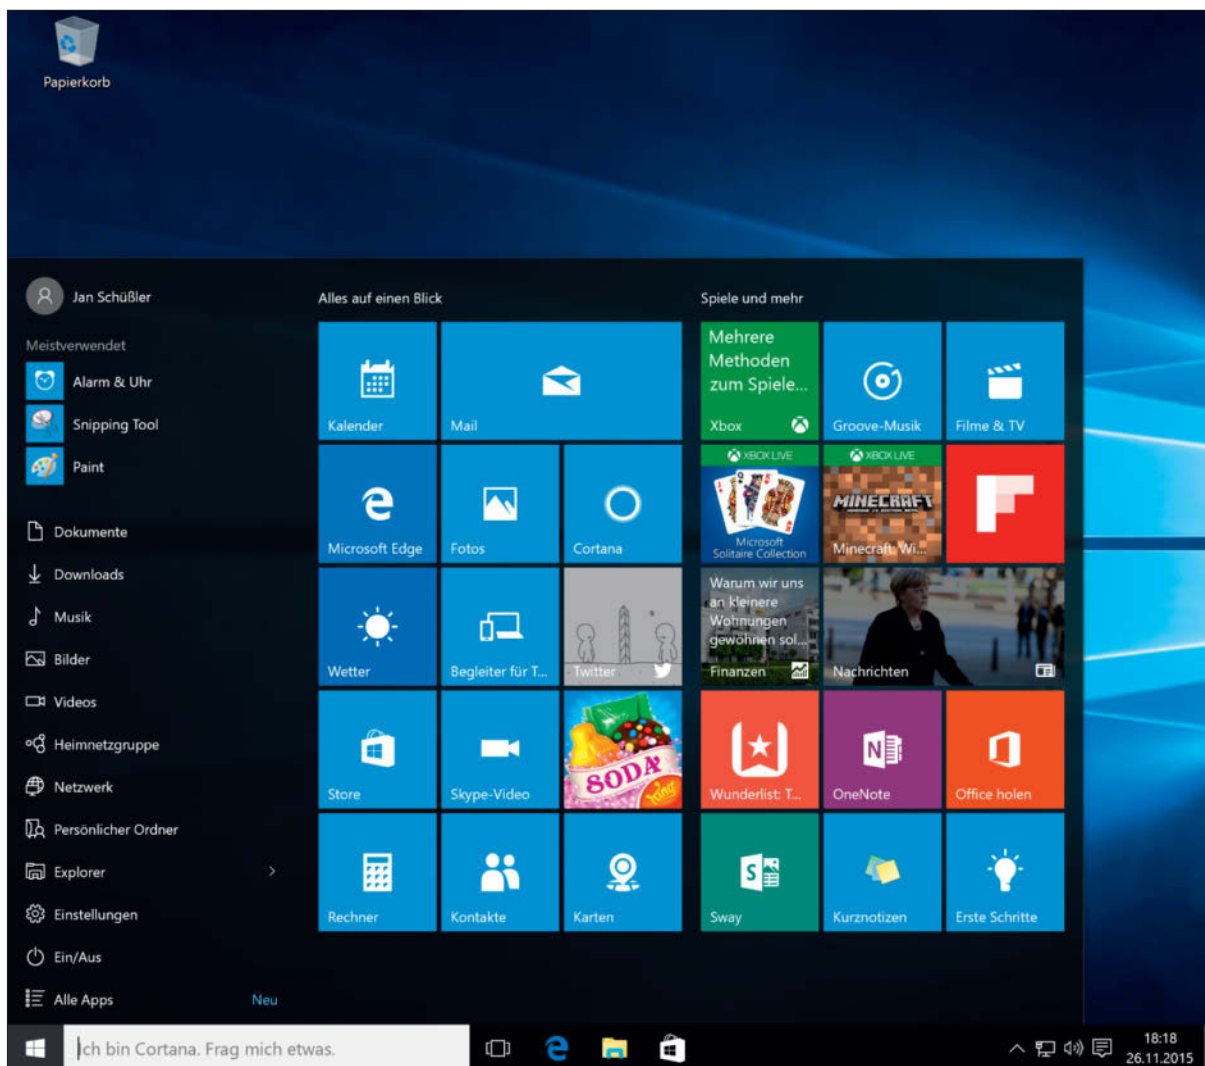 Papierkorb
Jan Schüßler
Meistverwendet
Alarm & Uhr
Snipping Tool
Paint
Dokumente
Downloads
Musik
Bilder
Videos
Heimnetzgruppe
Netzwerk
Persönlicher Ordner
Explorer
Einstellungen
Ein/Aus
Alle Apps Neu
Alles auf einen Blick
Kalender
Mail
Microsoft Edge
Fotos
Cortana
Wetter
Begleiter für T...
Twitter
Store
Skype-Video
SODA
King
Rechner
Kontakte
Karten
Spiele und mehr
Mehrere
Methoden
zum Spiele...
Xbox
Groove-Musik
Filme & TV
XBOX LIVE
Microsoft
Solitaire Collection
XBOX LIVE
MINECRAFT
Minecraft: Wi...
Warum wir uns
an kleinere
Wohnungen
gewöhnen sol...
Finanzen
Nachrichten
Wunderlist: T...
OneNote
Office holen
Sway
Kurznotizen
Erste Schritte
Ich bin Cortana. Frag mich etwas.
18:18
26.11.2015